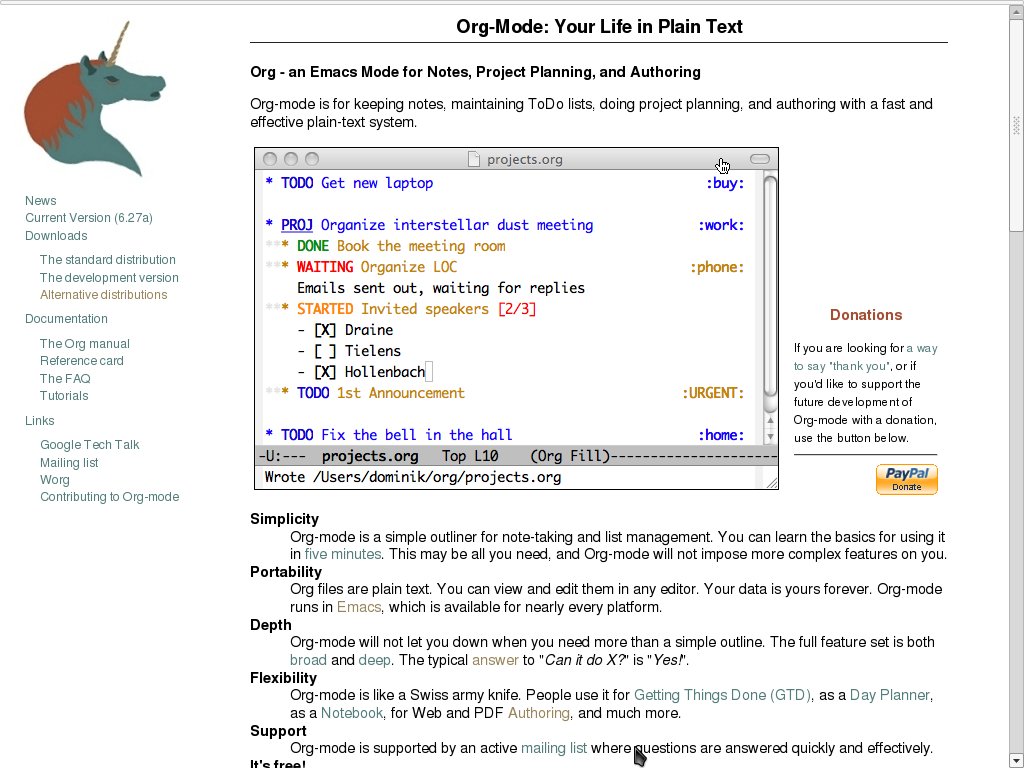 Org-Mode: Your Life in Plain Text
Org - an Emacs Mode for Notes, Project Planning, and Authoring
Org-mode is for keeping notes, maintaining ToDo lists, doing project planning, and authoring with a fast and
effective plain-text system.
News
Current Version (6.27a)
Downloads
The standard distribution
The development version
Alternative distributions
Documentation
The Org manual
Reference card
The FAQ
Tutorials
Links
Google Tech Talk
Mailing list
Worg
Contributing to Org-mode
projects.org
* TODO Get new laptop :buy:
* PROJ Organize interstellar dust meeting :work:
*** DONE Book the meeting room
*** WAITING Organize LOC :phone:
Emails sent out, waiting for replies
*** STARTED Invited speakers [2/3]
- [X] Draine
- [ ] Tielens
- [X] Hollenbach
*** TODO 1st Announcement :URGENT:
* TODO Fix the bell in the hall :home:
-U:--- projects.org Top L10 (Org Fill)---------------------
Wrote /Users/dominik/org/projects.org
Donations
If you are looking for a way
to say "thank you", or if
you'd like to support the
future development of
Org-mode with a donation,
use the button below.
PayPal
Donate
Simplicity
Org-mode is a simple outliner for note-taking and list management. You can learn the basics for using it
in five minutes. This may be all you need, and Org-mode will not impose more complex features on you.
Portability
Org files are plain text. You can view and edit them in any editor. Your data is yours forever. Org-mode
runs in Emacs, which is available for nearly every platform.
Depth
Org-mode will not let you down when you need more than a simple outline. The full feature set is both
broad and deep. The typical answer to "Can it do X?" is "Yes!".
Flexibility
Org-mode is like a Swiss army knife. People use it for Getting Things Done (GTD), as a Day Planner,
as a Notebook, for Web and PDF Authoring, and much more.
Support
Org-mode is supported by an active mailing list where questions are answered quickly and effectively.
It's free!